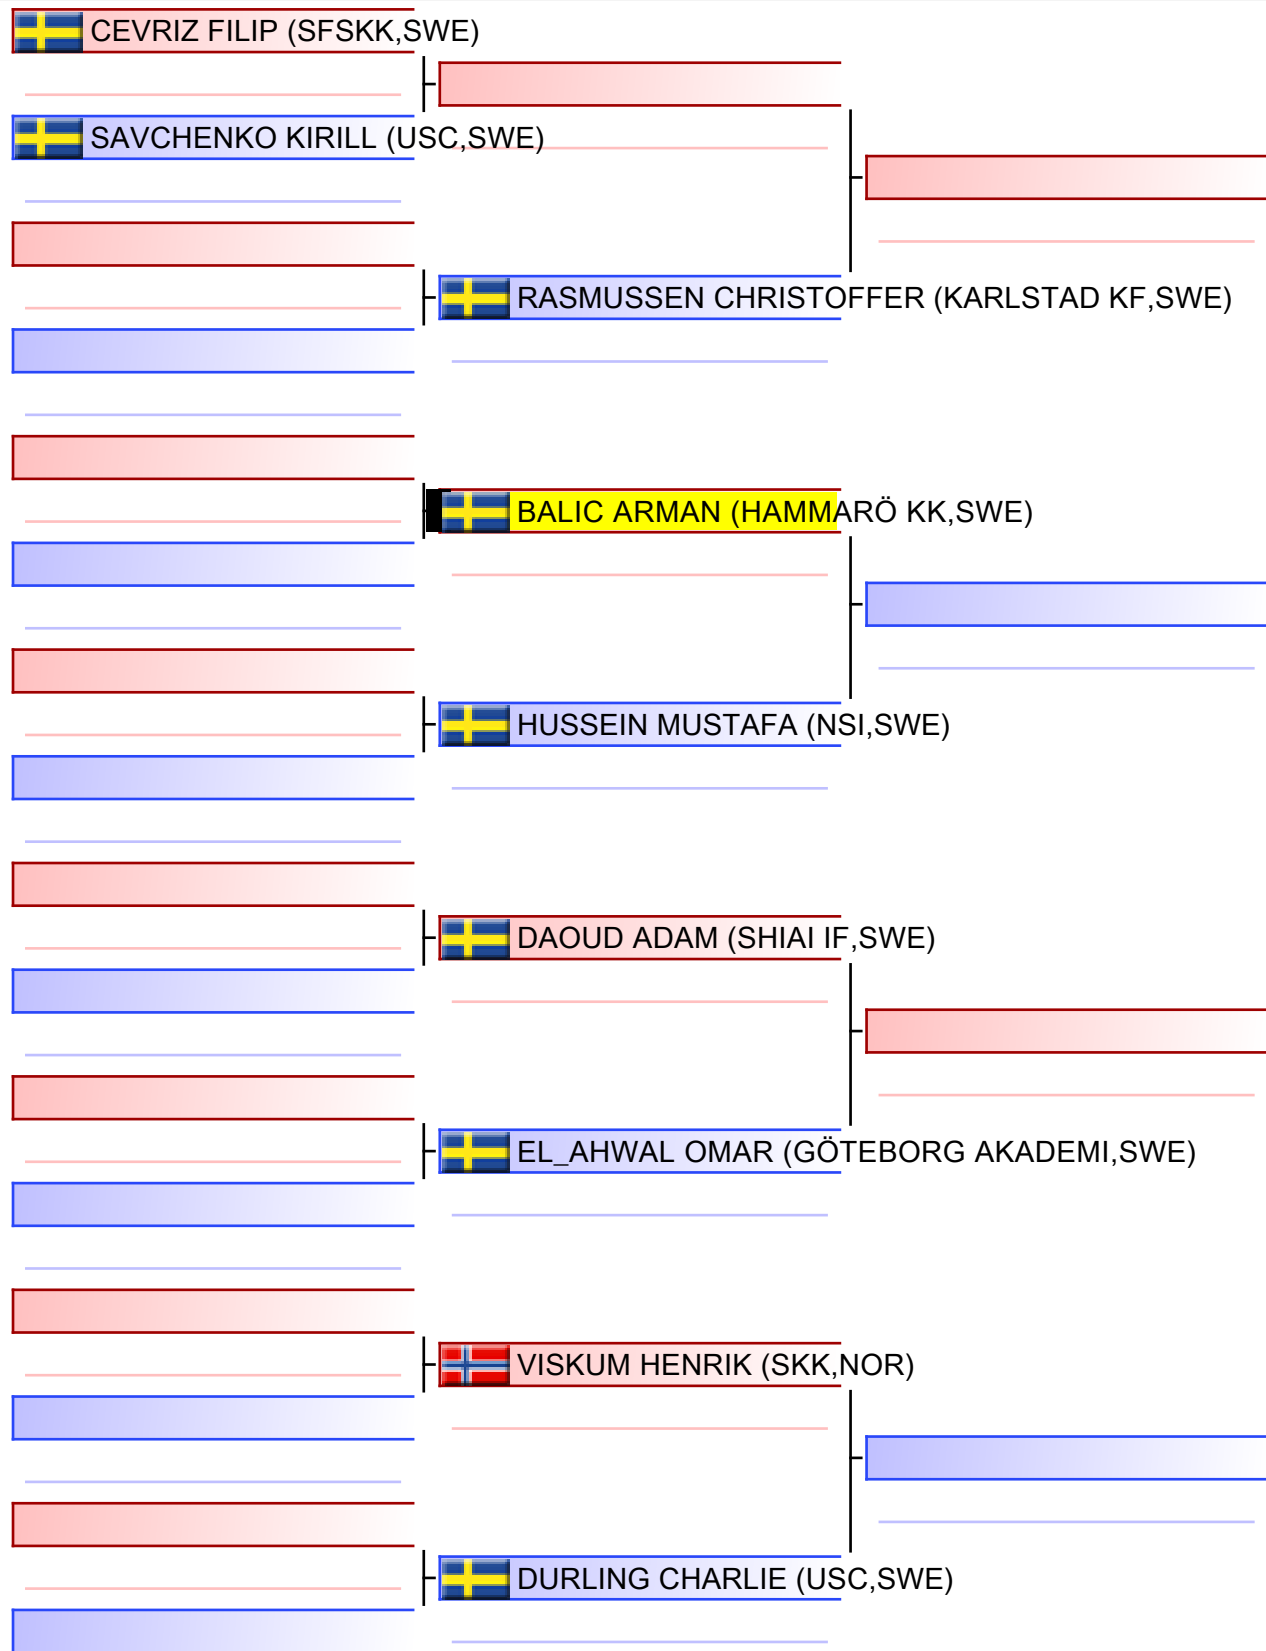 CEVRIZ FILIP (SFSKK,SWE)
SAVCHENKO KIRILL (USC,SWE)
RASMUSSEN CHRISTOFFER (KARLSTAD KF,SWE)
BALIC ARMAN (HAMMARÖ KK,SWE)
HUSSEIN MUSTAFA (NSI,SWE)
DAOUD ADAM (SHIAI IF,SWE)
EL_AHWAL OMAR (GÖTEBORG AKADEMI,SWE)
VISKUM HENRIK (SKK,NOR)
DURLING CHARLIE (USC,SWE)